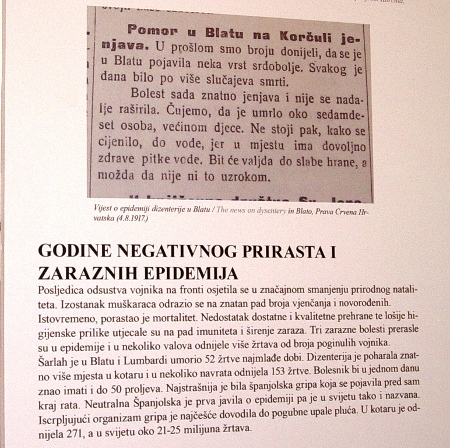 Pomor u Blatu na Korčuli je-
njava. U prošlom smo broju donijeli, da se je
u Blatu pojavila neka vrst srdobolje. Svakog je
dana bilo po više slučajeva smrti.
Bolest sada znatno jenjava i nije se nada-
lje raširila. Čujemo, da je umrlo oko sedamde-
set osoba, većinom djece. Ne stoji pak, kako se
cijenilo, do vode, jer u mjestu ima dovoljno
zdrave pitke vode. Bit će valjda do slabe hrane, a
možda da nije ni to uzrokom.
Vijest o epidemiji dizenterije u Blatu / The news on dysentery in Blato, Prava Crvena Hr-
vatska (4.8.1917.)
GODINE NEGATIVNOG PRIRASTA I
ZARAZNIH EPIDEMIJA
Posljedica odsustva vojnika na fronti osjetila se u značajnom smanjenju prirodnog natali-
teta. Izostanak muškaraca odrazio se na znatan pad broja vjenčanja i novorođenih.
Istovremeno, porastao je mortalitet. Nedostatak dostatne i kvalitetne prehrane te lošije hi-
gijenske prilike utjecale su na pad imuniteta i širenje zaraza. Tri zarazne bolesti prerasle
su u epidemije i u nekoliko valova odnijele više žrtava od broja poginulih vojnika.
Šarlah je u Blatu i Lumbardi umorio 52 žrtve najmlađe dobi. Dizenterija je poharala znat-
no više mjesta u kotaru i u nekoliko navrata odnijela 153 žrtve. Bolesnik bi u jednom danu
znao imati i do 50 proljeva. Najstrašnija je bila španjolska gripa koja se pojavila pred sam
kraj rata. Neutralna Španjolska je prva javila o epidemiji pa je u svijetu tako i nazvana.
Iscrpljujući organizam gripa je najčešće dovodila do pogubne upale pluća. U kotaru je od-
nijela 271, a u svijetu oko 21-25 milijuna žrtava.